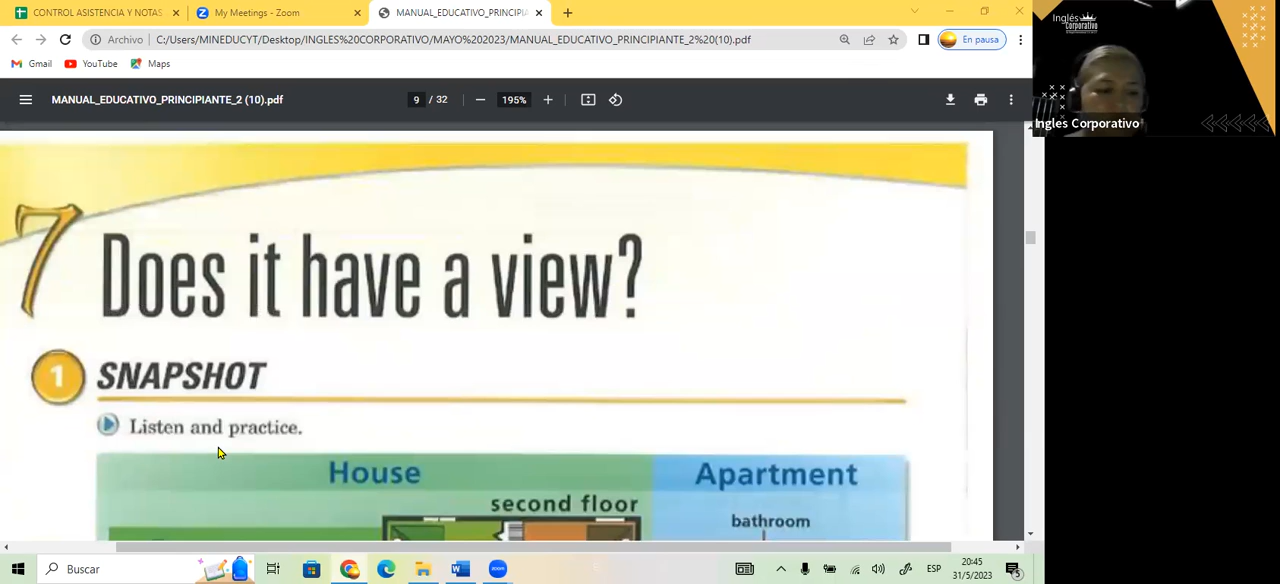 CONTROL ASISTENCIA Y NOTAS
My Meetings - Zoom
MANUAL_EDUCATIVO_PRINCIPIA
Archivo
C:/Users/MINEDUCYT/Desktop/INGLES%20CORPORATIVO/MAYO%202023/MANUAL_EDUCATIVO_PRINCIPIANTE_2%20(10).pdf
En pausa
Gmail
YouTube
Maps
MANUAL_EDUCATIVO_PRINCIPIANTE_2 (10).pdf
9 / 32
195%
Inglés
Corporativo
Ingles Corporativo
7 Does it have a view?
1 SNAPSHOT
Listen and practice.
House
Apartment
second floor
bathroom
Buscar
ESP
20:45
31/5/2023